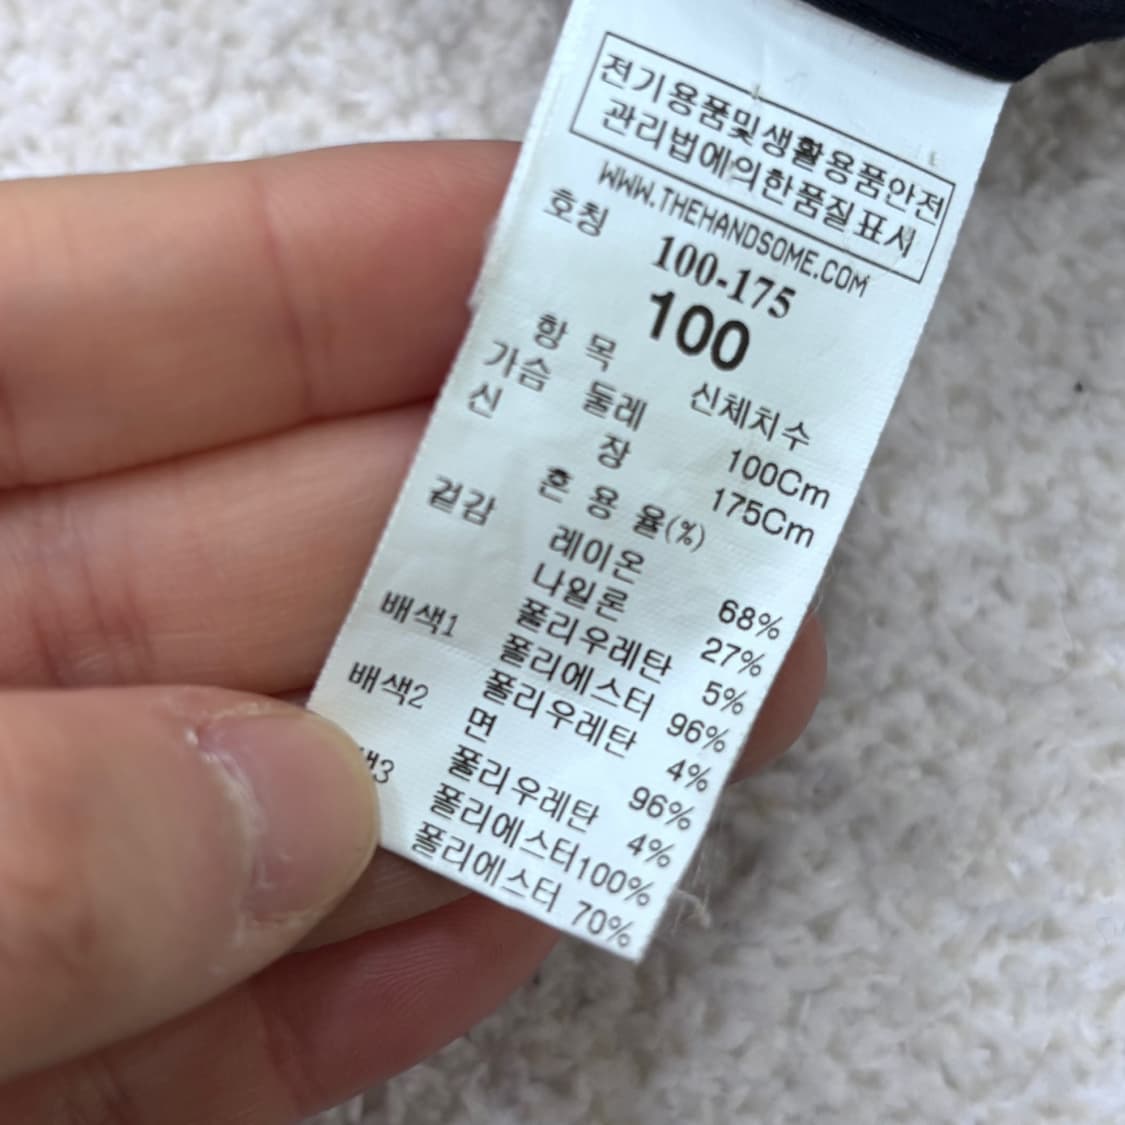 전기용품및생활용품안전
관리법에의한품질표시
WWW.THEHANDSOME.COM
호칭 100-175
100
항 목 신체치수
가슴 둘레 100Cm
신 장 175Cm
혼 용 율(%)
겉감 레이온 68%
나일론 27%
폴리우레탄 5%
배색1 폴리에스터 96%
폴리우레탄 4%
배색2 면 96%
폴리우레탄 4%
색3 폴리에스터100%
폴리에스터 70%